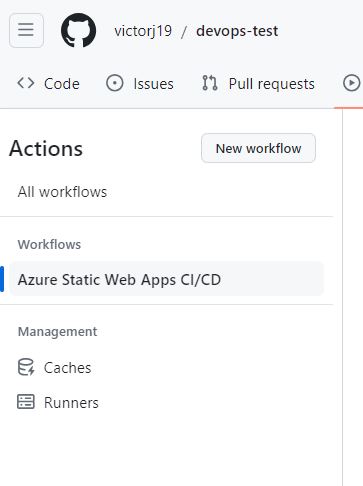 victorj19 / devops-test
Code Issues Pull requests
Actions New workflow
All workflows
Workflows
Azure Static Web Apps CI/CD
Management
Caches
Runners